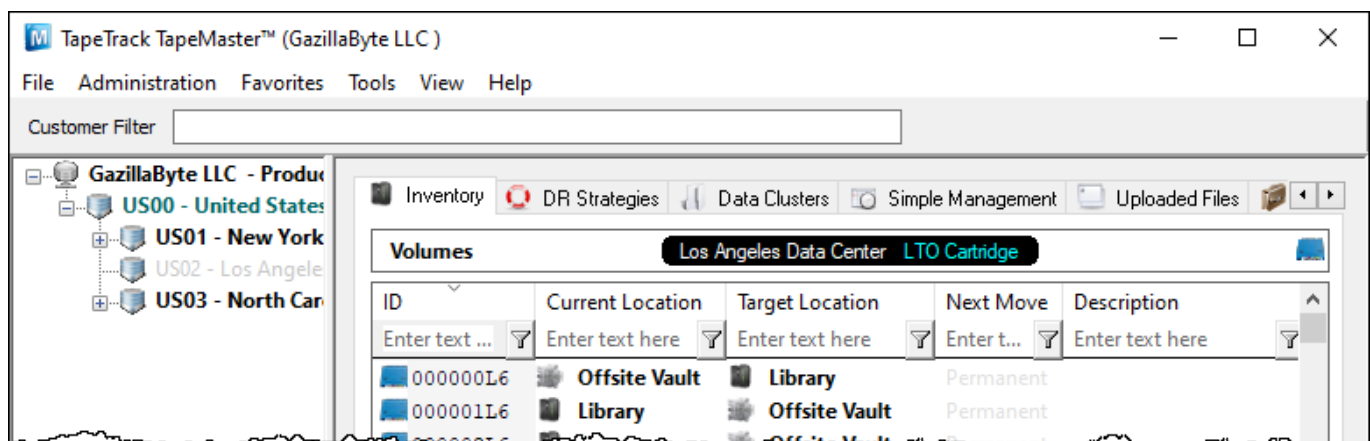 TapeTrack TapeMaster™ (GazillaByte LLC )
File Administration Favorites Tools View Help
Customer Filter
GazillaByte LLC - Produc
US00 - United States
US01 - New York
US02 - Los Angele
US03 - North Car
Inventory DR Strategies Data Clusters Simple Management Uploaded Files
Volumes Los Angeles Data Center LTO Cartridge
ID Current Location Target Location Next Move Description
Enter text ... Enter text here Enter text here Enter t... Enter text here
000000L6 Offsite Vault Library Permanent
000001L6 Library Offsite Vault Permanent